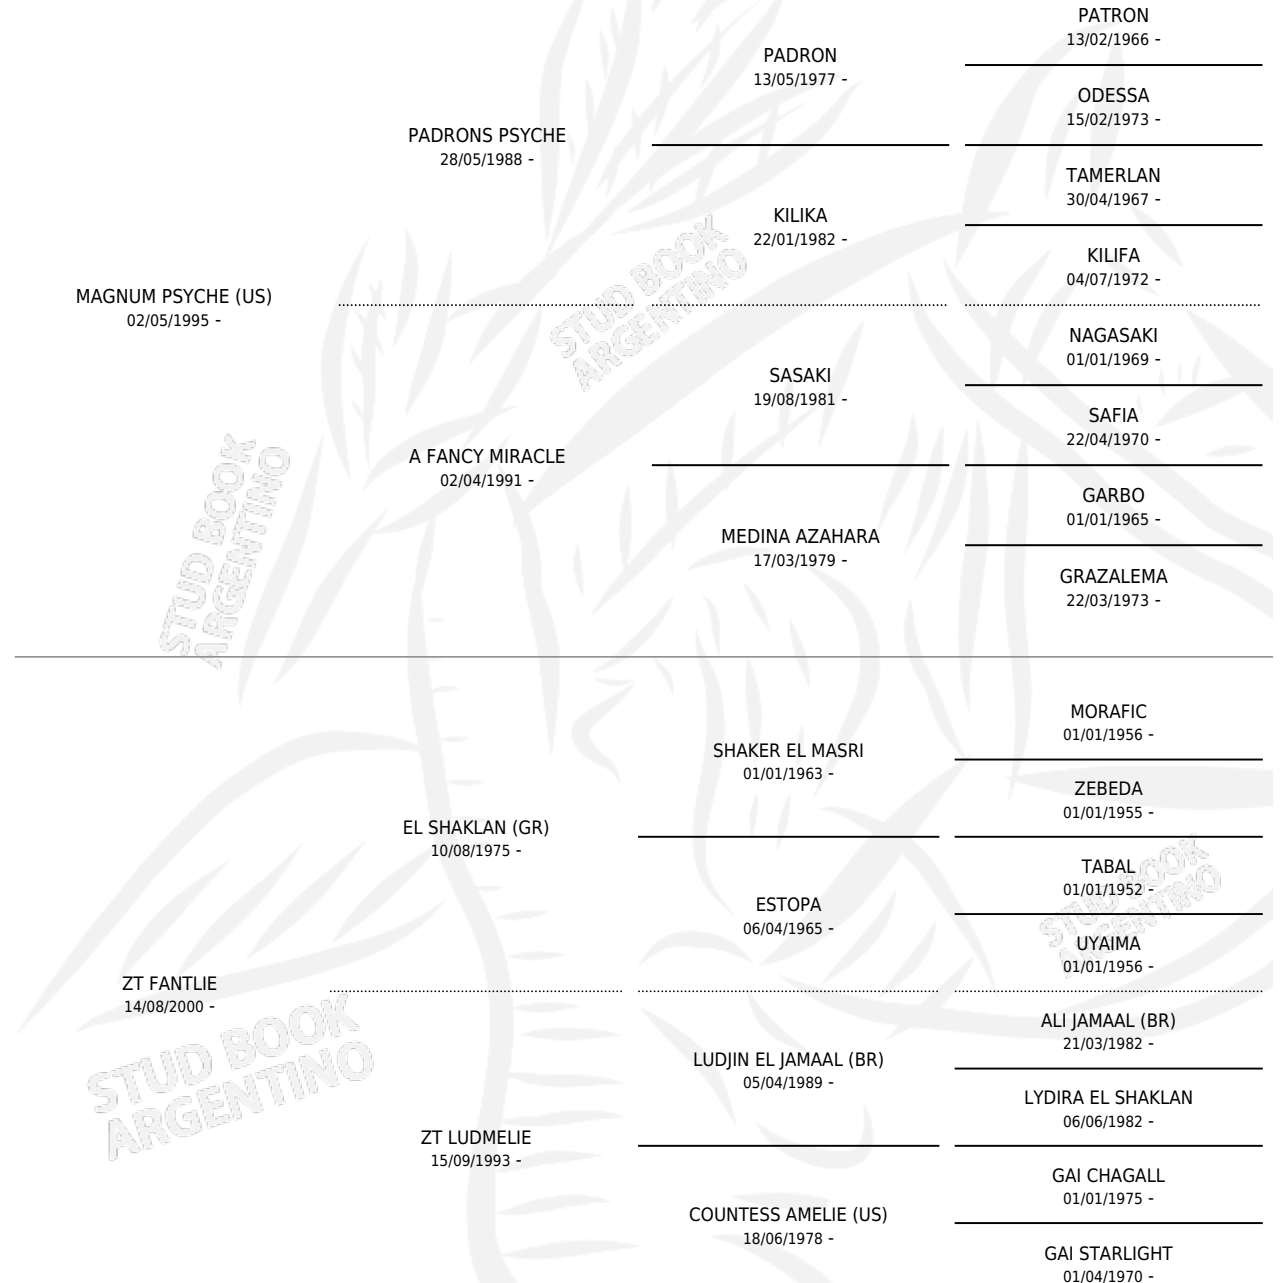 PATRON
13/02/1966 -
PADRON
13/05/1977 -
ODESSA
15/02/1973 -
PADRONS PSYCHE
28/05/1988 -
TAMERLAN
30/04/1967 -
KILIKA
22/01/1982 -
KILIFA
04/07/1972 -
MAGNUM PSYCHE (US)
02/05/1995 -
NAGASAKI
01/01/1969 -
SASAKI
19/08/1981 -
SAFIA
22/04/1970 -
A FANCY MIRACLE
02/04/1991 -
GARBO
01/01/1965 -
MEDINA AZAHARA
17/03/1979 -
GRAZALEMA
22/03/1973 -
MORAFIC
01/01/1956 -
SHAKER EL MASRI
01/01/1963 -
ZEBEDA
01/01/1955 -
EL SHAKLAN (GR)
10/08/1975 -
TABAL
01/01/1952 -
ESTOPA
06/04/1965 -
UYAIMA
01/01/1956 -
ZT FANTLIE
14/08/2000 -
ALI JAMAAL (BR)
21/03/1982 -
LUDJIN EL JAMAAL (BR)
05/04/1989 -
LYDIRA EL SHAKLAN
06/06/1982 -
ZT LUDMELIE
15/09/1993 -
GAI CHAGALL
01/01/1975 -
COUNTESS AMELIE (US)
18/06/1978 -
GAI STARLIGHT
01/04/1970 -
STUD BOOK
ARGENTINO
STUD BOOK
ARGENTINO
STUD BOOK
ARGENTINO
STUD BOOK
ARGENTINO